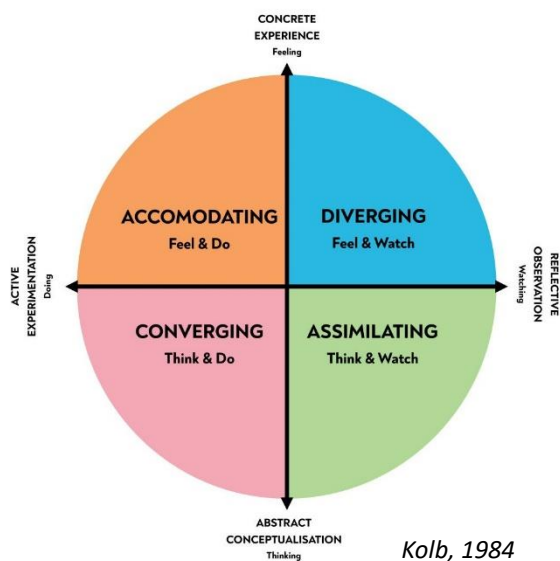 CONCRETE
EXPERIENCE
Feeling
ACCOMODATING
Feel & Do
DIVERGING
Feel & Watch
ACTIVE
EXPERIMENTATION
Doing
REFLECTIVE
OBSERVATION
Watching
CONVERGING
Think & Do
ASSIMILATING
Think & Watch
ABSTRACT
CONCEPTUALISATION
Thinking
Kolb, 1984